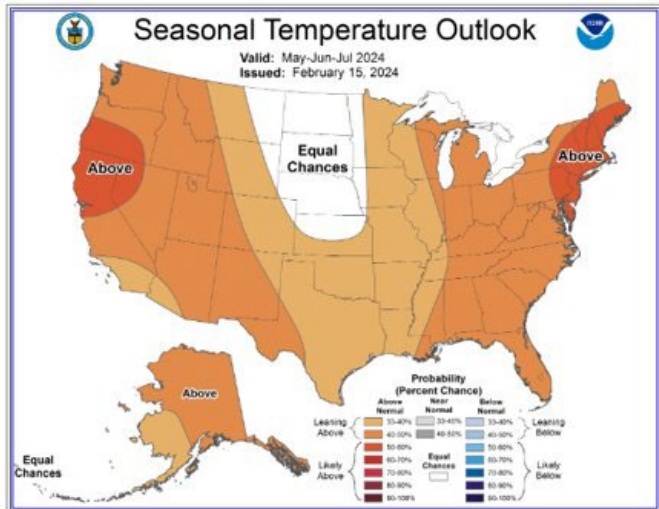 Seasonal Temperature Outlook
Valid: May-Jun-Jul 2024
Issued: February 15, 2024
Above
Equal
Chances
Above
Above
Equal
Chances
Probability
(Percent Chance)
Above
Normal
Near
Normal
Below
Normal
Leaning
Above
33-40%
33-40%
33-40%
Leaning
Below
40-50%
40-50%
40-50%
Likely
Above
50-60%
50-60%
Likely
Below
60-70%
Equal
Chances
60-70%
70-80%
70-80%
80-90%
80-90%
90-100%
90-100%